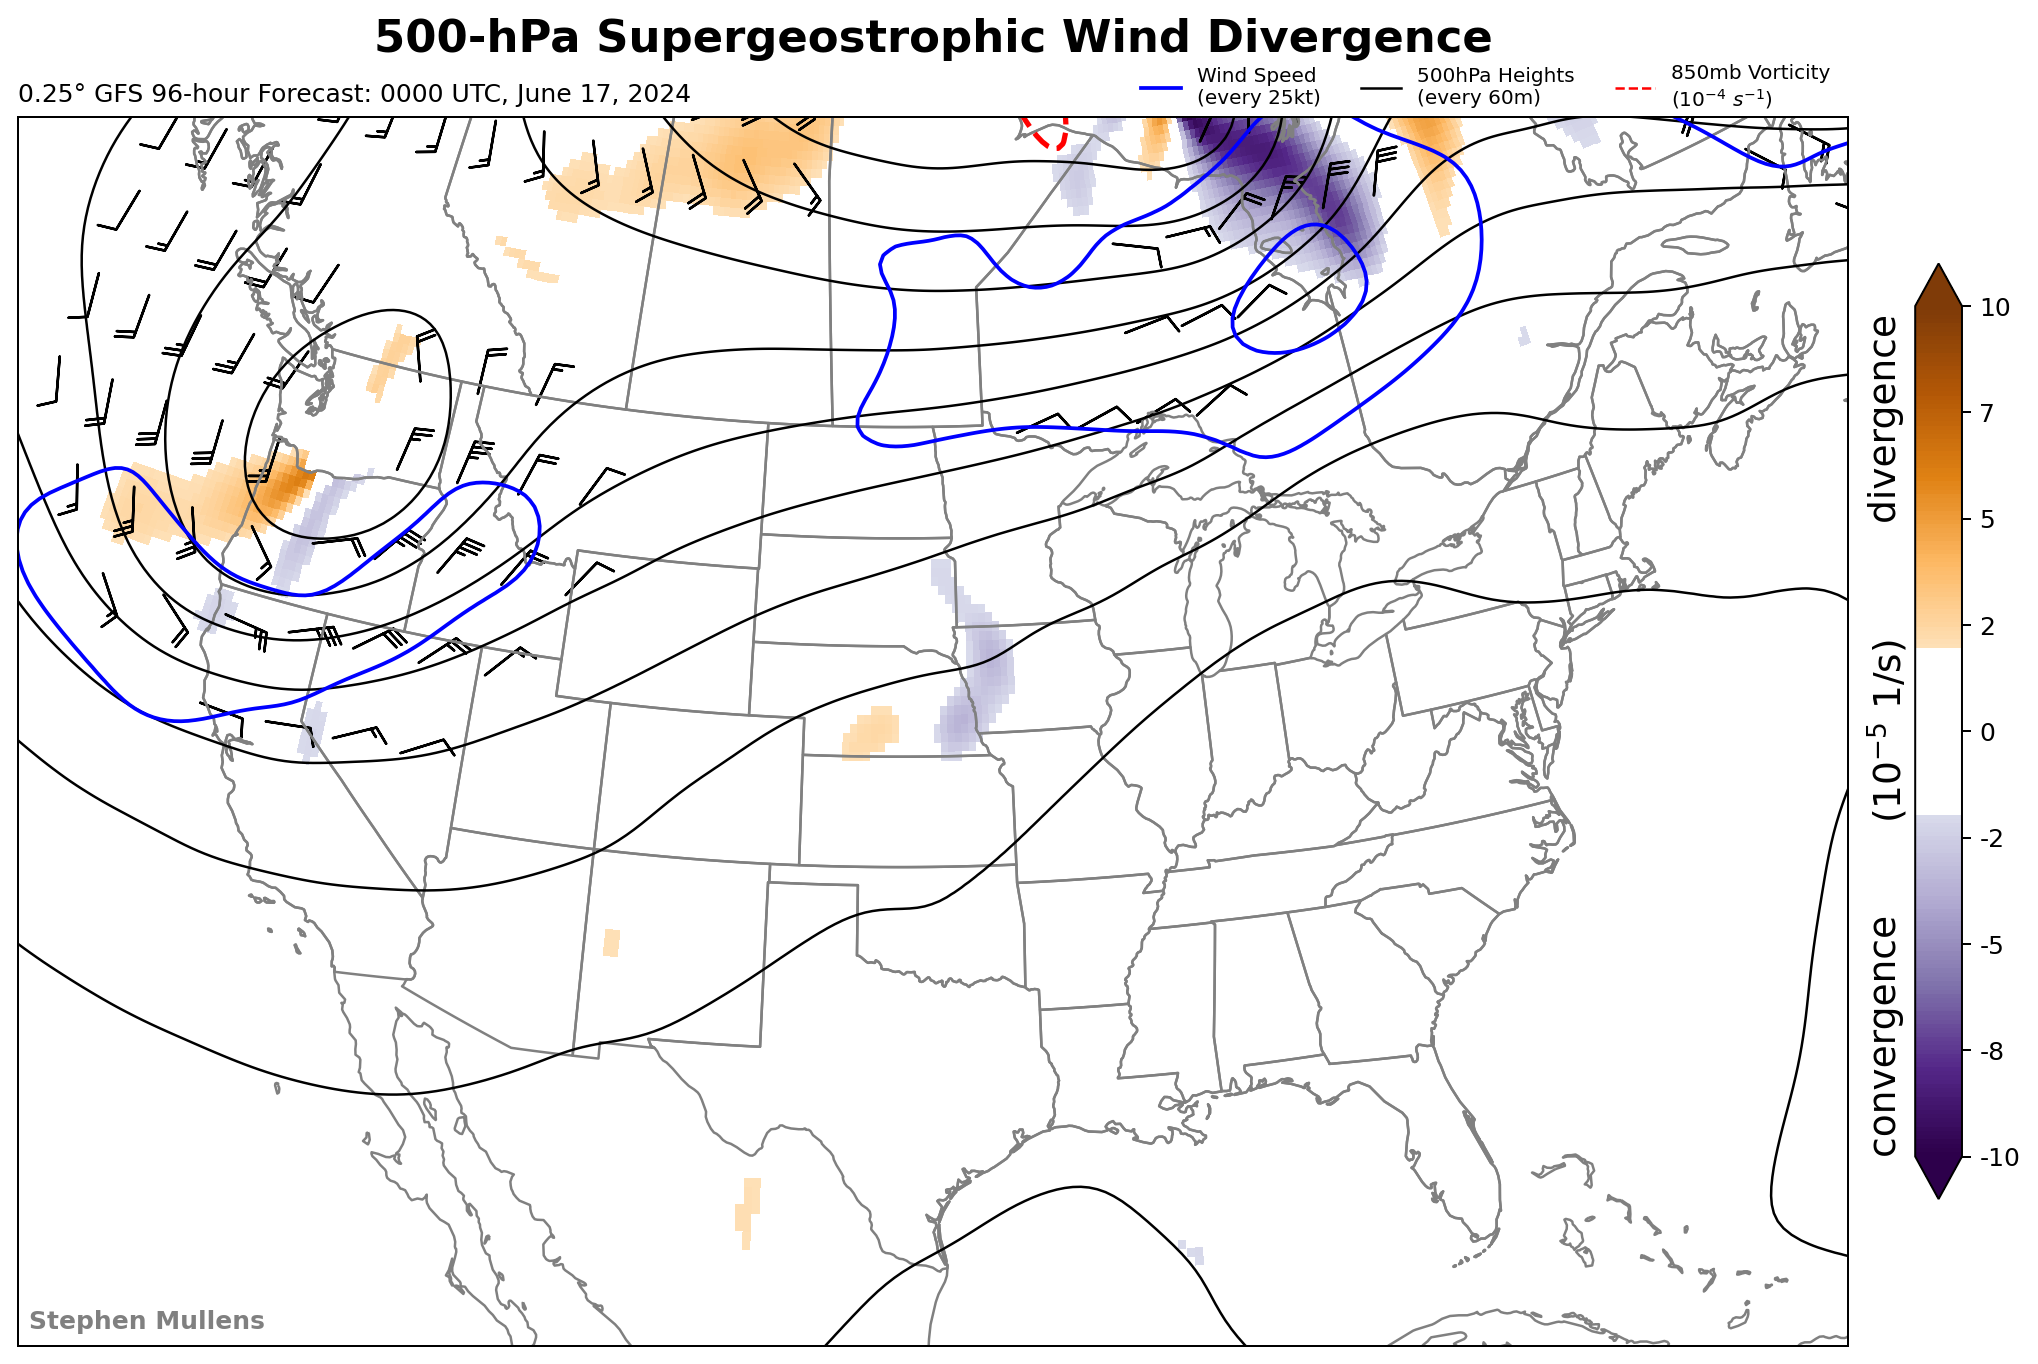 500-hPa Supergeostrophic Wind Divergence
0.25° GFS 96-hour Forecast: 0000 UTC, June 17, 2024
Wind Speed
(every 25kt)
500hPa Heights
(every 60m)
850mb Vorticity
(10⁻⁴ s⁻¹)
10
7
5
2
0
-2
-5
-8
-10
convergence (10⁻⁵ 1/s) divergence
Stephen Mullens